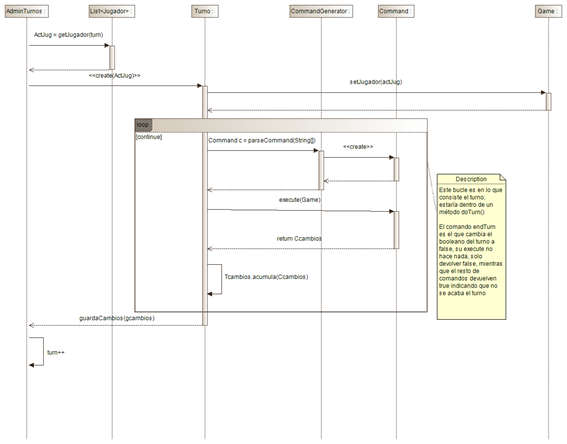 AdminTurnos :
List<Jugador> :
Turno :
CommandGenerator :
Command :
Game :
ActJug = getJugador(turn)
<<create(ActJug)>>
setJugador(actJug)
loop
[continue]
Command c = parseCommand(String[])
<<create>>
execute(Game)
return Ccambios
Tcambios.acumula(Ccambios)
guardaCambios(gcambios)
turn++
Description
Este bucle es en lo que
consiste el turno,
estaría dentro de un
método doTurn()
El comando endTurn
es el que cambia el
booleano del turno a
false, su execute no
hace nada, solo
devolver false, mientras
que el resto de
comandos devuelven
true indicando que no
se acaba el turno